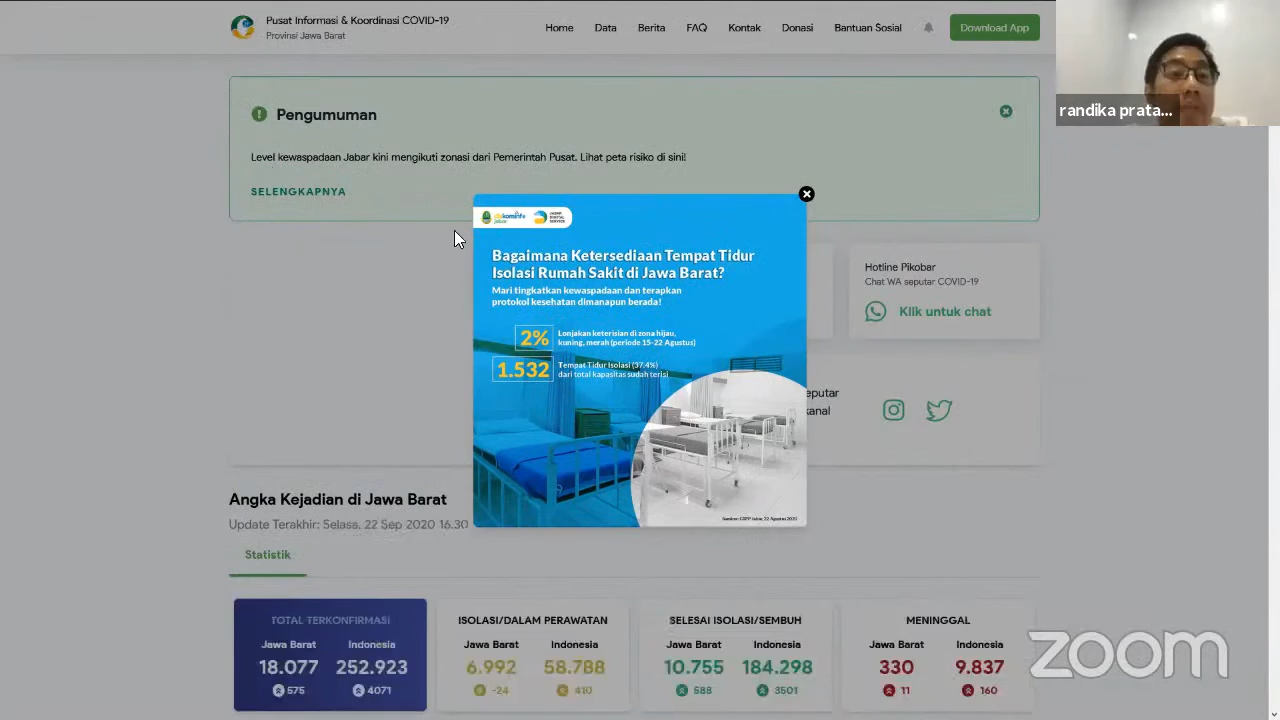 Pusat Informasi & Koordinasi COVID-19
Provinsi Jawa Barat
Home Data Berita FAQ Kontak Donasi Bantuan Sosial Download App
randika prata...
Pengumuman
Level kewaspadaan Jabar kini mengikuti zonasi dari Pemerintah Pusat. Lihat peta risiko di sini!
SELENGKAPNYA
diskominfo jabar
JABAR DIGITAL SERVICE
Bagaimana Ketersediaan Tempat Tidur
Isolasi Rumah Sakit di Jawa Barat?
Mari tingkatkan kewaspadaan dan terapkan
protokol kesehatan dimanapun berada!
2% Lonjakan keterisian di zona hijau,
kuning, merah (periode 15-22 Agustus)
1.532 Tempat Tidur Isolasi (37,4%)
dari total kapasitas sudah terisi
Hotline Pikobar
Chat WA seputar COVID-19
Klik untuk chat
eputar
kanal
Angka Kejadian di Jawa Barat
Update Terakhir: Selasa, 22 Sep 2020 16.30
Statistik
TOTAL TERKONFIRMASI
Jawa Barat Indonesia
18.077 252.923
575 4071
ISOLASI/DALAM PERAWATAN
Jawa Barat Indonesia
6.992 58.788
-24 410
SELESAI ISOLASI/SEMBUH
Jawa Barat Indonesia
10.755 184.298
588 3501
MENINGGAL
Jawa Barat Indonesia
330 9.837
11 160
zoom